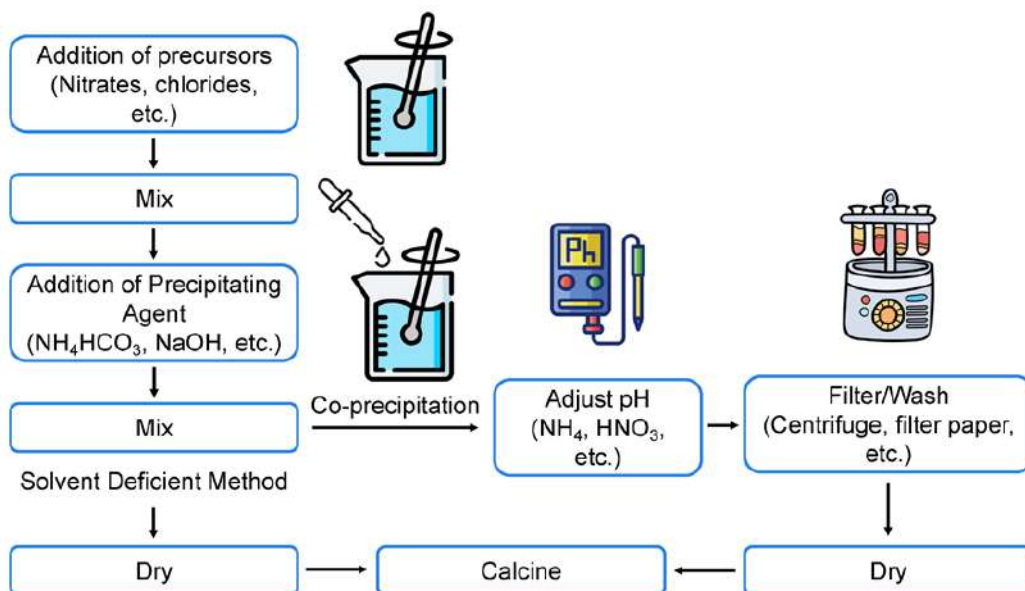 Addition of precursors
(Nitrates, chlorides,
etc.)
Mix
Addition of Precipitating
Agent
(NH₄HCO₃, NaOH, etc.)
Mix
Co-precipitation
Ph
Adjust pH
(NH₄, HNO₃,
etc.)
Filter/Wash
(Centrifuge, filter paper,
etc.)
Solvent Deficient Method
Dry
Calcine
Dry